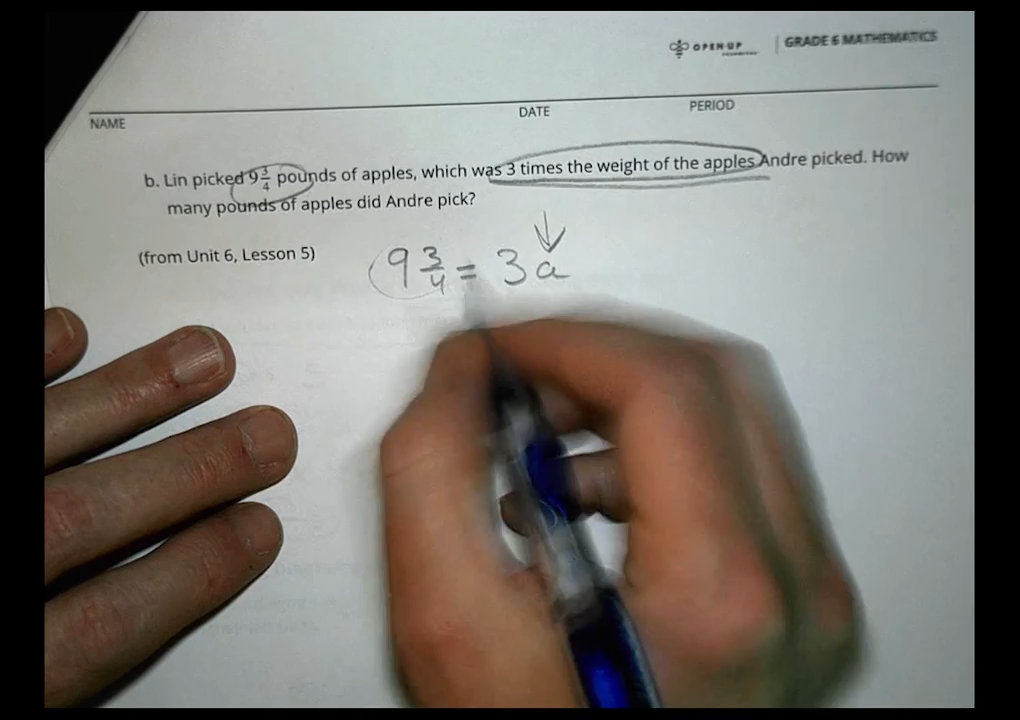 OPEN UP | GRADE 6 MATHEMATICS
NAME DATE PERIOD
b. Lin picked 9 3/4 pounds of apples, which was 3 times the weight of the apples Andre picked. How
many pounds of apples did Andre pick?
(from Unit 6, Lesson 5)
9 3/4 = 3a